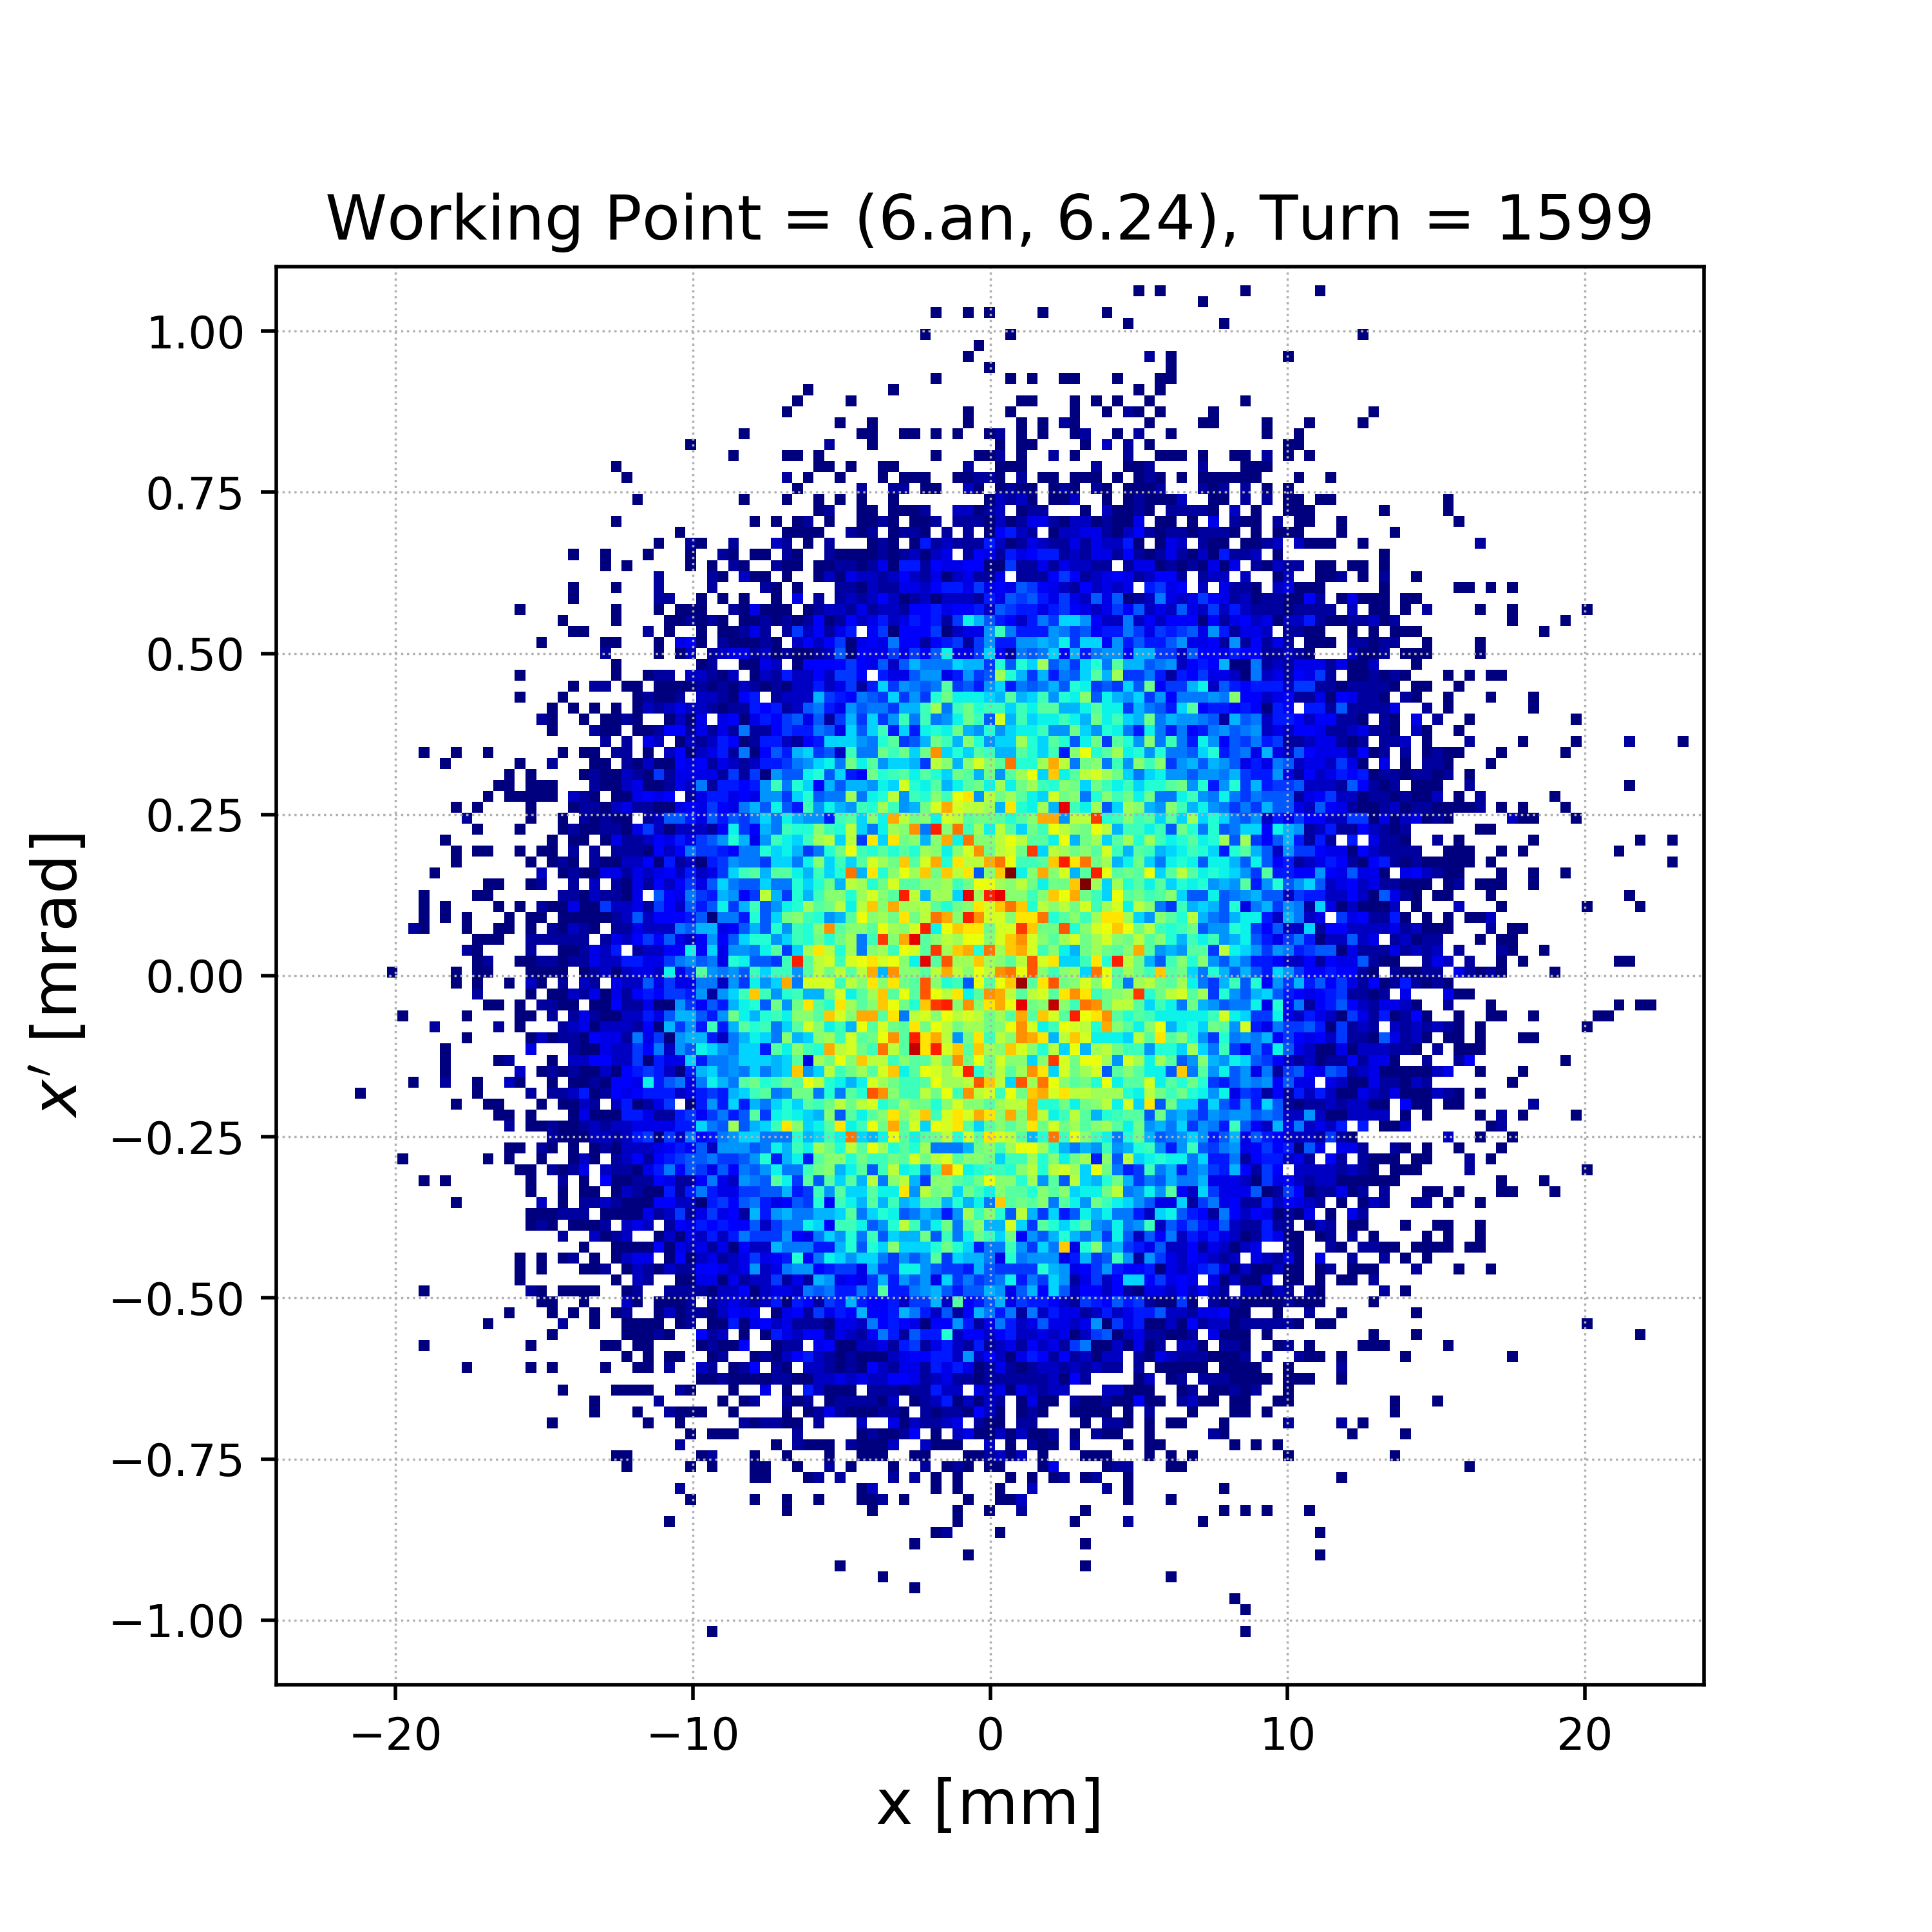 Working Point = (6.an, 6.24), Turn = 1599
1.00
0.75
0.50
0.25
0.00
−0.25
−0.50
−0.75
−1.00
x′ [mrad]
−20 −10 0 10 20
x [mm]